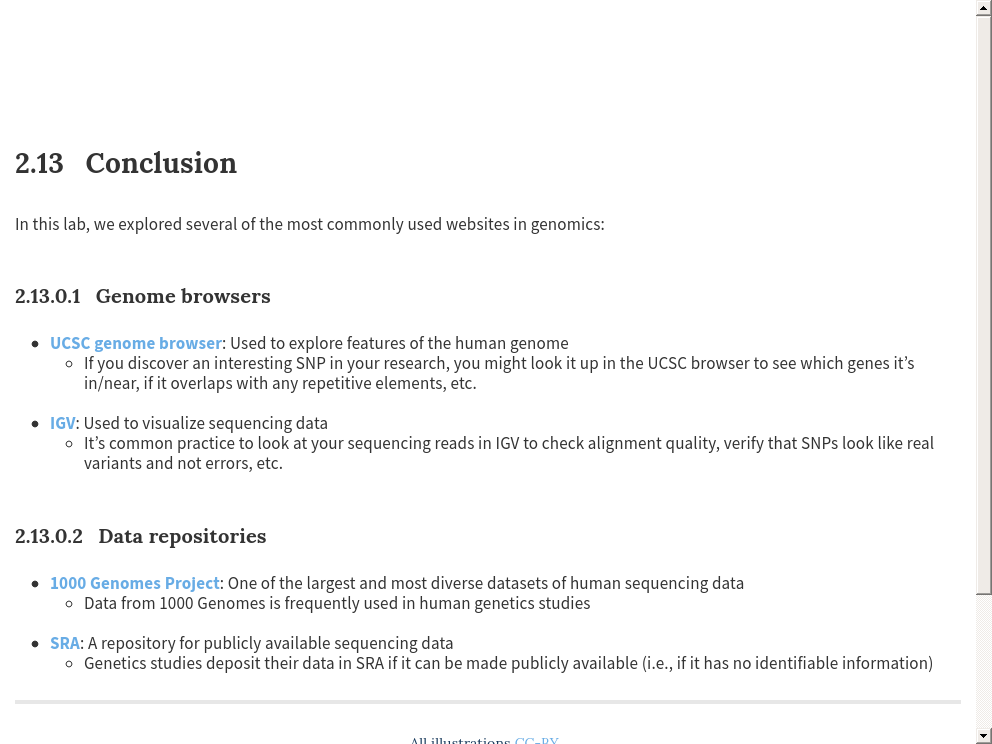 2.13 Conclusion
In this lab, we explored several of the most commonly used websites in genomics:
2.13.0.1 Genome browsers
UCSC genome browser: Used to explore features of the human genome
If you discover an interesting SNP in your research, you might look it up in the UCSC browser to see which genes it’s
in/near, if it overlaps with any repetitive elements, etc.
IGV: Used to visualize sequencing data
It’s common practice to look at your sequencing reads in IGV to check alignment quality, verify that SNPs look like real
variants and not errors, etc.
2.13.0.2 Data repositories
1000 Genomes Project: One of the largest and most diverse datasets of human sequencing data
Data from 1000 Genomes is frequently used in human genetics studies
SRA: A repository for publicly available sequencing data
Genetics studies deposit their data in SRA if it can be made publicly available (i.e., if it has no identifiable information)
All illustrations CC-BY